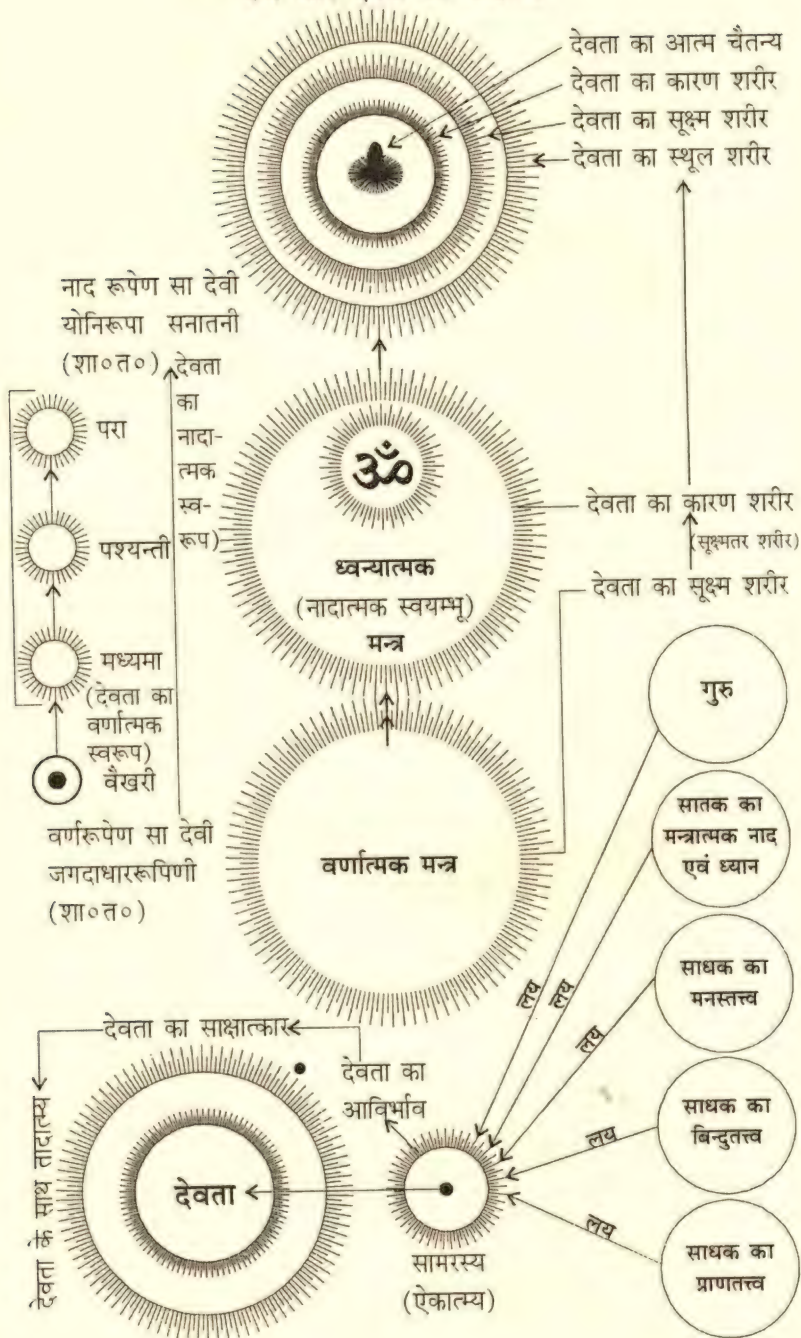 देवता का आत्म चैतन्य
देवता का कारण शरीर
देवता का सूक्ष्म शरीर
देवता का स्थूल शरीर
नाद रूपेण सा देवी
योनिरूपा सनातनी
(शा०त०)
देवता
का
नादा-
त्मक
स्व-
रूप)
परा
पश्यन्ती
मध्यमा
(देवता का
वर्णात्मक
स्वरूप)
वैखरी
वर्णरूपेण सा देवी
जगदाधाररूपिणी
(शा०त०)
ॐ
ध्वन्यात्मक
(नादात्मक स्वयम्भू)
मन्त्र
देवता का कारण शरीर
(सूक्ष्मतर शरीर)
देवता का सूक्ष्म शरीर
वर्णात्मक मन्त्र
गुरु
सातक का
मन्त्रात्मक नाद
एवं ध्यान
साधक का
मनस्तत्त्व
साधक का
बिन्दुतत्त्व
साधक का
प्राणतत्त्व
लय
लय
लय
लय
लय
देवता का साक्षात्कार
देवता का
आविर्भाव
देवता के साथ तादात्म्य
देवता
सामरस्य
(ऐकात्म्य)